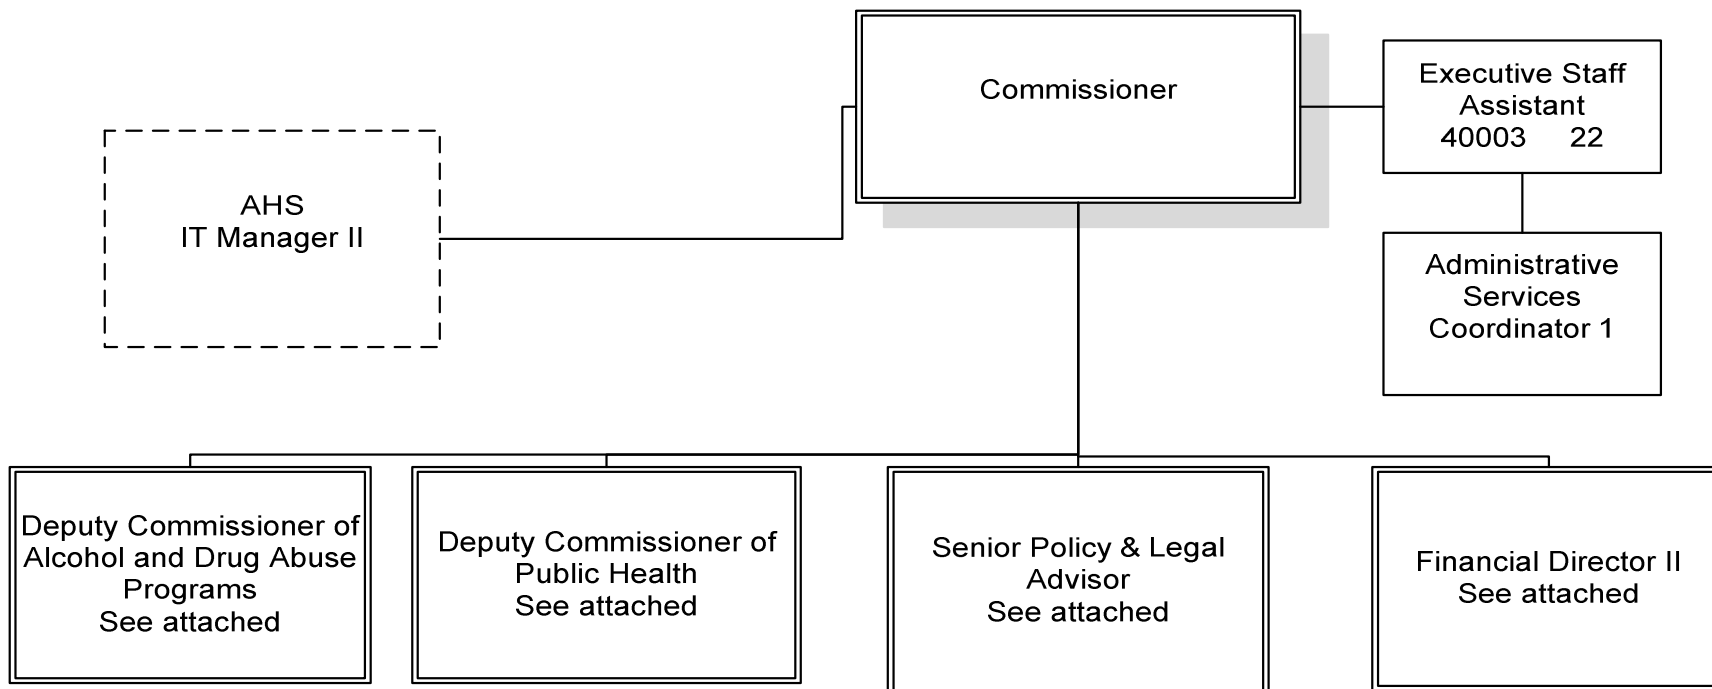 Commissioner
Executive Staff
Assistant
40003 22
AHS
IT Manager II
Administrative
Services
Coordinator 1
Deputy Commissioner of
Alcohol and Drug Abuse
Programs
See attached
Deputy Commissioner of
Public Health
See attached
Senior Policy & Legal
Advisor
See attached
Financial Director II
See attached